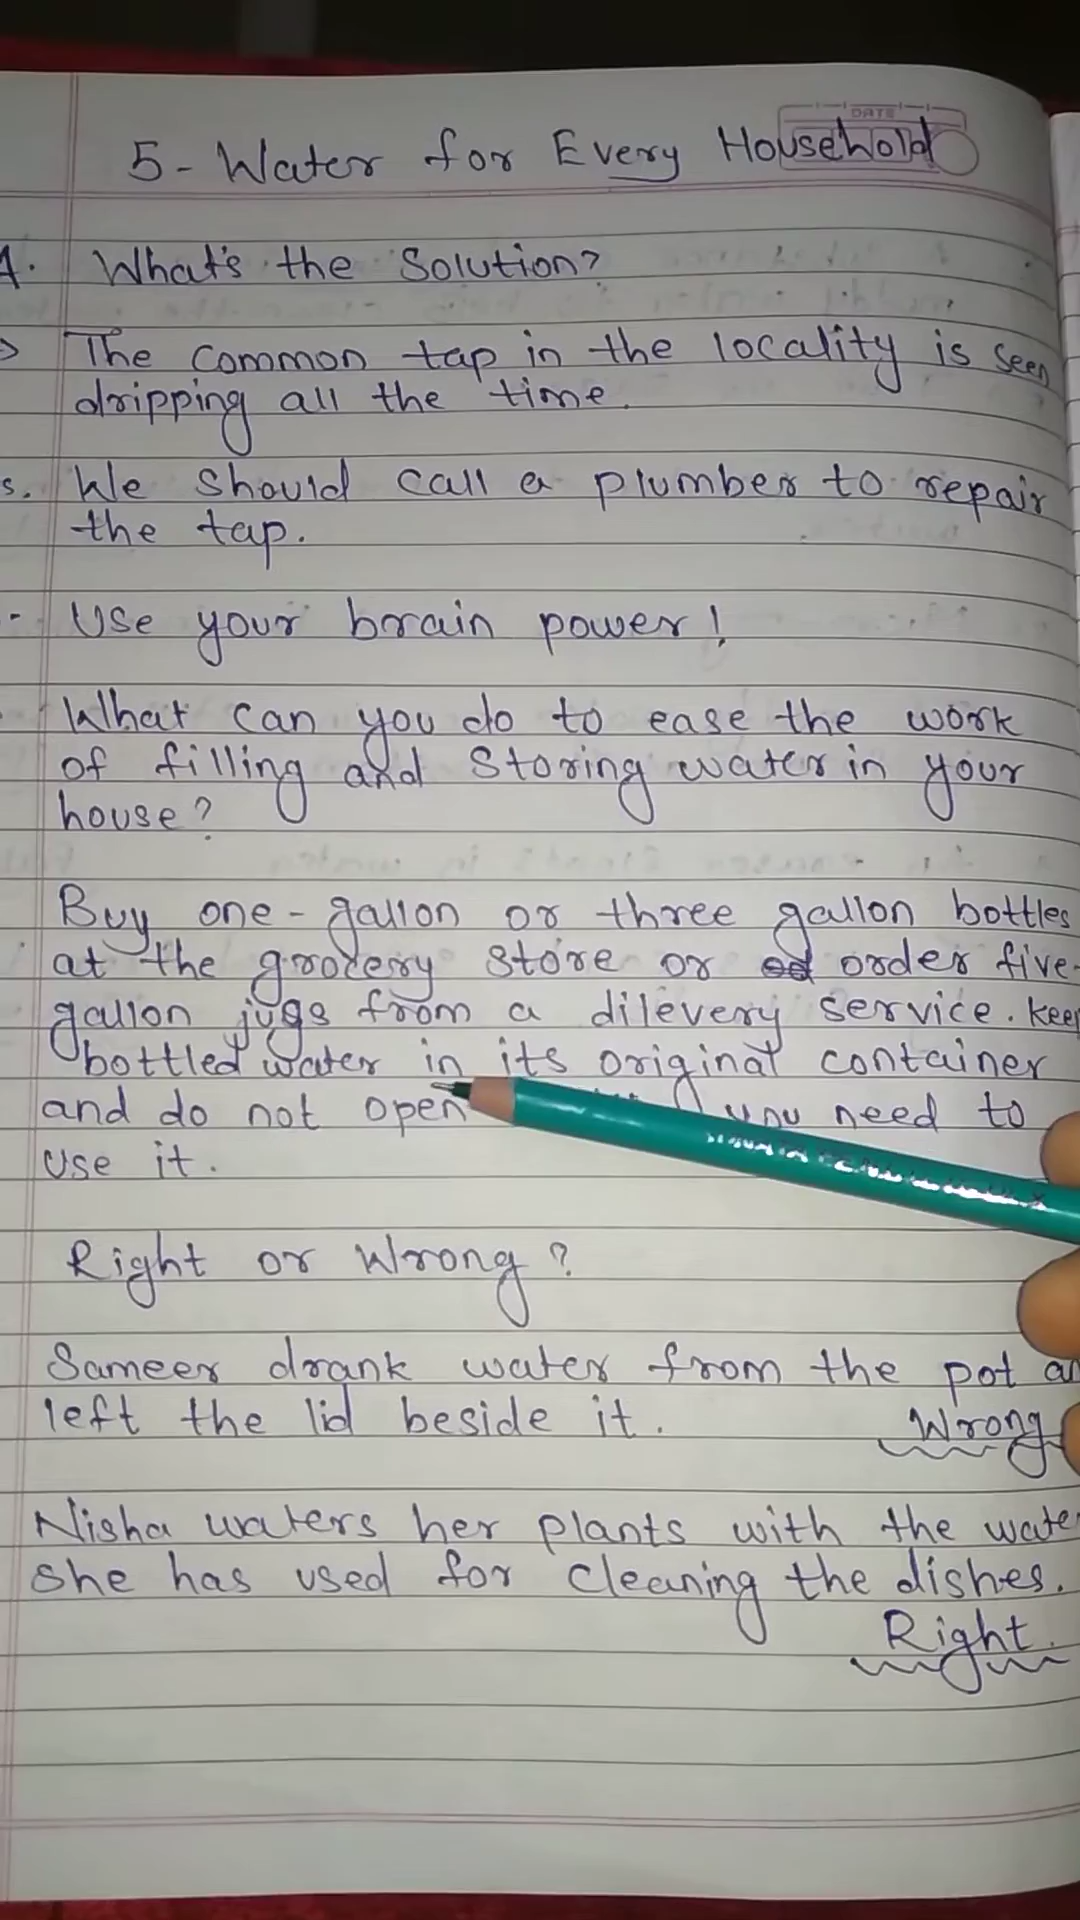 DATE
5-Water for Every Household
A. What's the Solution?
The common tap in the locality is seen
dripping all the time.
s. We should call a plumber to repair
the tap.
- Use your brain power!
What can you do to ease the work
of filling and storing water in your
house?
Buy one-gallon or three gallon bottles
at the grocery store or order five-
gallon jugs from a dilevery service. Keep
bottled water in its original container
and do not open you need to
use it.
Right or Wrong?
Sameer drank water from the pot an
left the lid beside it.
Wrong
Nisha waters her plants with the wate
she has used for cleaning the dishes.
Right.